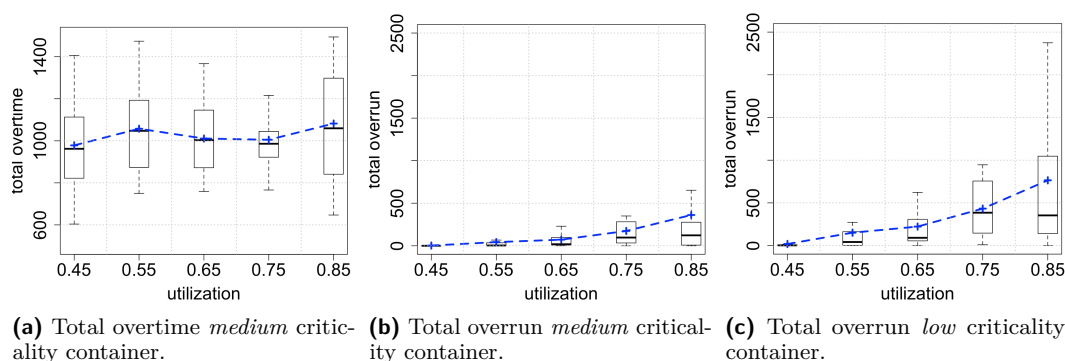 total overtime
600
1000
1400
0.45 0.55 0.65 0.75 0.85
utilization
total overrun
0
500
1500
2500
0.45 0.55 0.65 0.75 0.85
utilization
total overrun
0
500
1500
2500
0.45 0.55 0.65 0.75 0.85
utilization
(a) Total overtime medium critic-
ality container.
(b) Total overrun medium critical-
ity container.
(c) Total overrun low criticality
container.